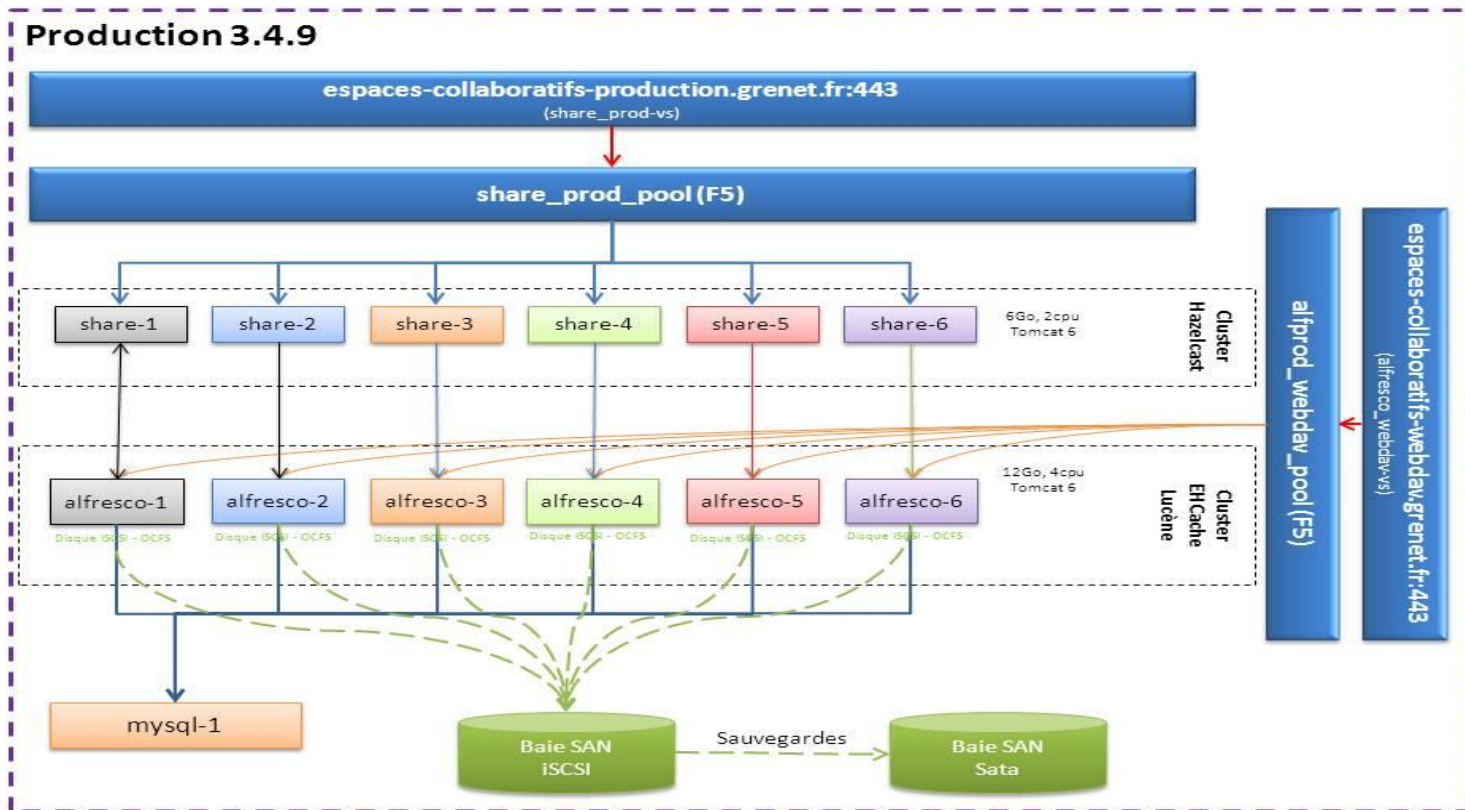 Production 3.4.9
espaces-collaboratifs-production.grenet.fr:443
(share_prod-vs)
share_prod_pool (F5)
share-1
share-2
share-3
share-4
share-5
share-6
6Go, 2cpu
Tomcat 6
Cluster
Hazelcast
alfresco-1
alfresco-2
alfresco-3
alfresco-4
alfresco-5
alfresco-6
Disque iSCSI - OCFS
Disque iSCSI - OCFS
Disque iSCSI - OCFS
Disque iSCSI - OCFS
Disque iSCSI - OCFS
Disque iSCSI - OCFS
12Go, 4cpu
Tomcat 6
Cluster
EHCache
Lucène
alfprod_webdav_pool (F5)
espaces-collaboratifs-webdav.grenet.fr:443
(alfresco_webdav-vs)
mysql-1
Baie SAN
iSCSI
Sauvegardes
Baie SAN
Sata